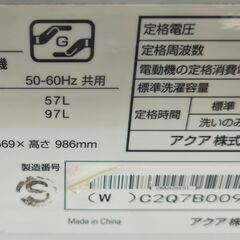 G
機
50-60Hz 共用
57L
97L
569× 高さ 986mm
製造番号
(W )C2Q7B009
Made in China
アクア
定格電圧
定格周波数
電動機の定格消費
標準洗濯容量
定格時間
標準
洗いのみ
アクア 株式